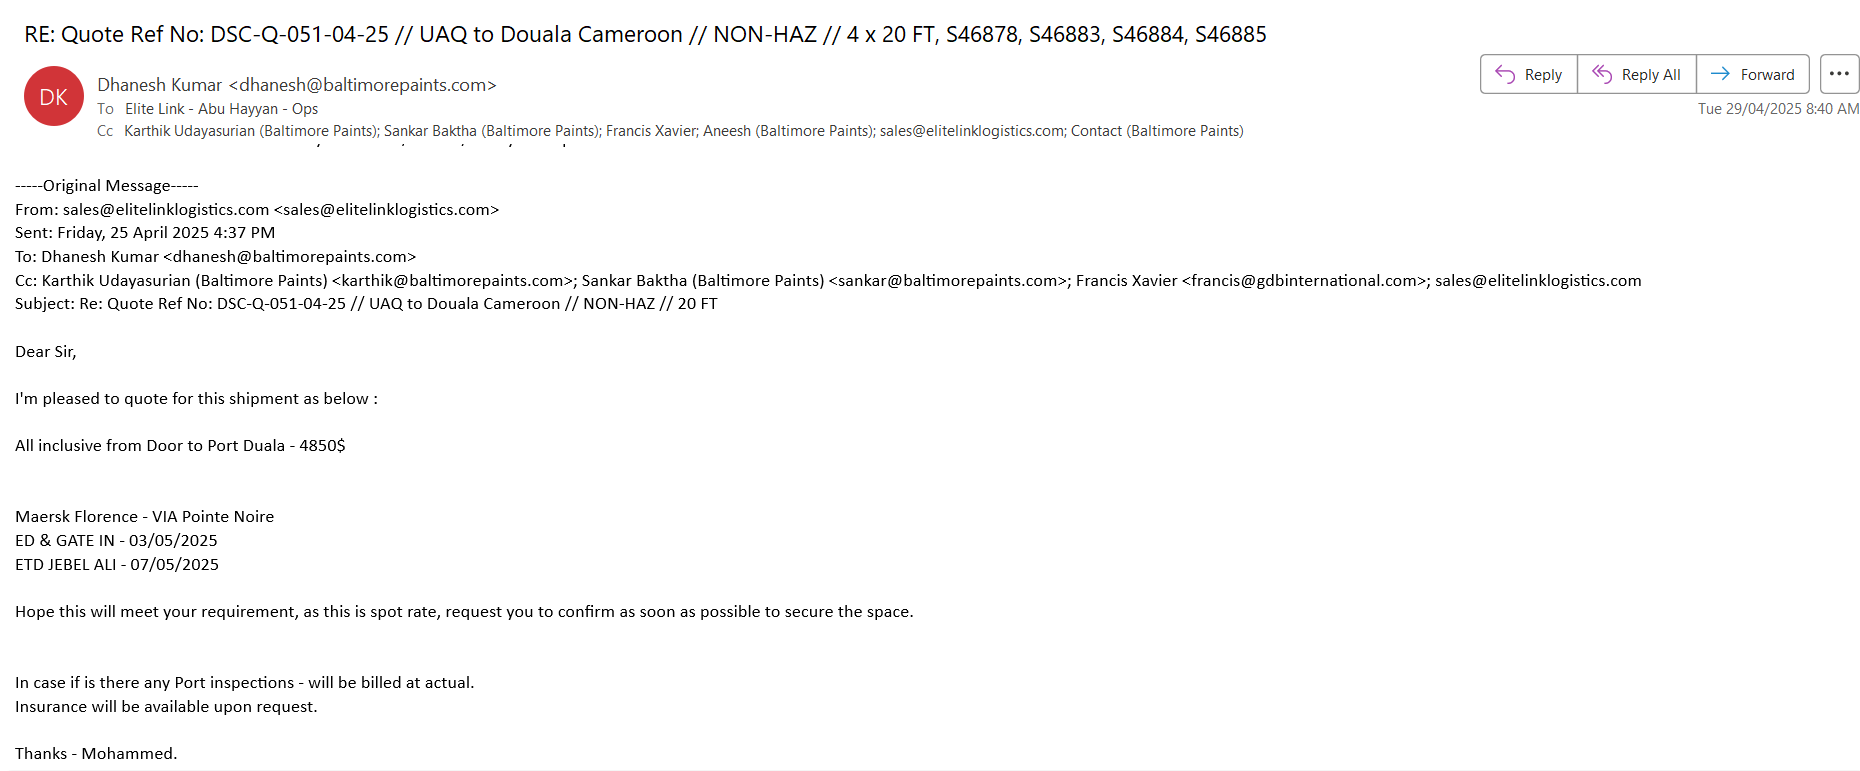 RE: Quote Ref No: DSC-Q-051-04-25 // UAQ to Douala Cameroon // NON-HAZ // 4 x 20 FT, S46878, S46883, S46884, S46885
DK
Dhanesh Kumar <dhanesh@baltimorepaints.com>
To Elite Link - Abu Hayyan - Ops
Cc Karthik Udayasurian (Baltimore Paints); Sankar Baktha (Baltimore Paints); Francis Xavier; Aneesh (Baltimore Paints); sales@elitelinklogistics.com; Contact (Baltimore Paints)
Reply
Reply All
Forward
Tue 29/04/2025 8:40 AM
-----Original Message-----
From: sales@elitelinklogistics.com <sales@elitelinklogistics.com>
Sent: Friday, 25 April 2025 4:37 PM
To: Dhanesh Kumar <dhanesh@baltimorepaints.com>
Cc: Karthik Udayasurian (Baltimore Paints) <karthik@baltimorepaints.com>; Sankar Baktha (Baltimore Paints) <sankar@baltimorepaints.com>; Francis Xavier <francis@gdbinternational.com>; sales@elitelinklogistics.com
Subject: Re: Quote Ref No: DSC-Q-051-04-25 // UAQ to Douala Cameroon // NON-HAZ // 20 FT
Dear Sir,
I'm pleased to quote for this shipment as below :
All inclusive from Door to Port Duala - 4850$
Maersk Florence - VIA Pointe Noire
ED & GATE IN - 03/05/2025
ETD JEBEL ALI - 07/05/2025
Hope this will meet your requirement, as this is spot rate, request you to confirm as soon as possible to secure the space.
In case if is there any Port inspections - will be billed at actual.
Insurance will be available upon request.
Thanks - Mohammed.